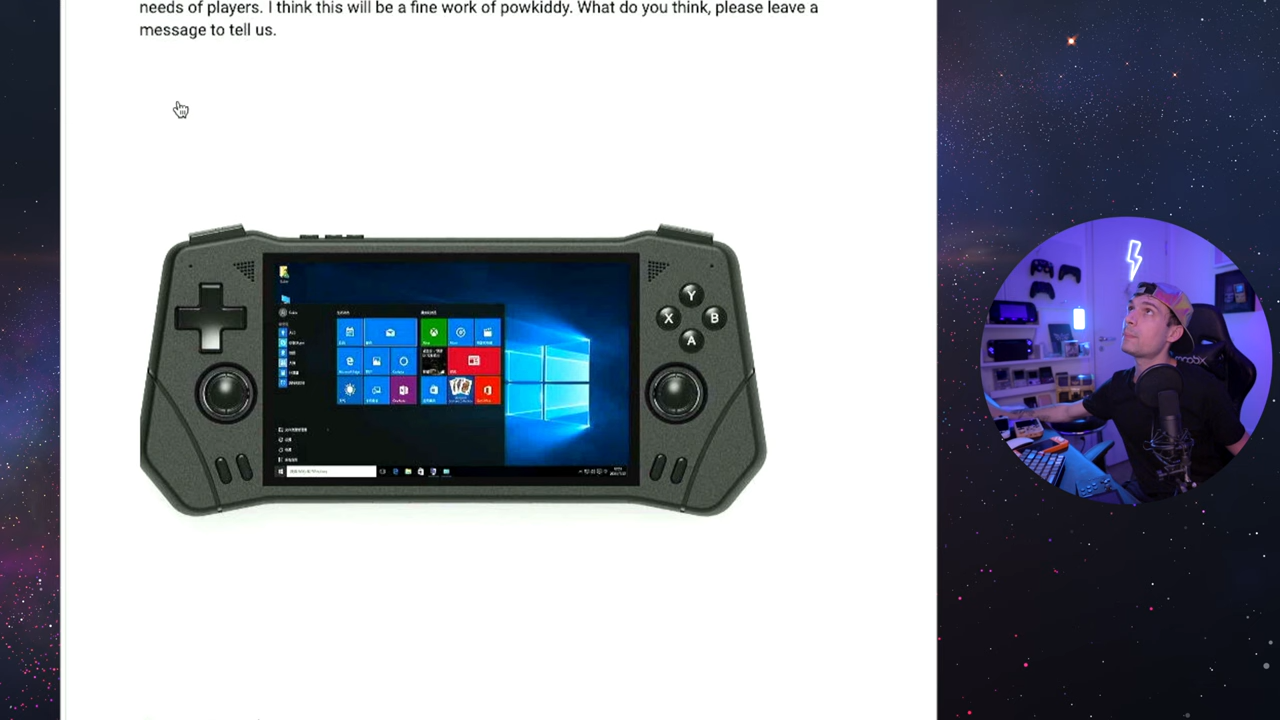 needs of players. I think this will be a fine work of powkiddy. What do you think, please leave a
message to tell us.
Y
X
B
A